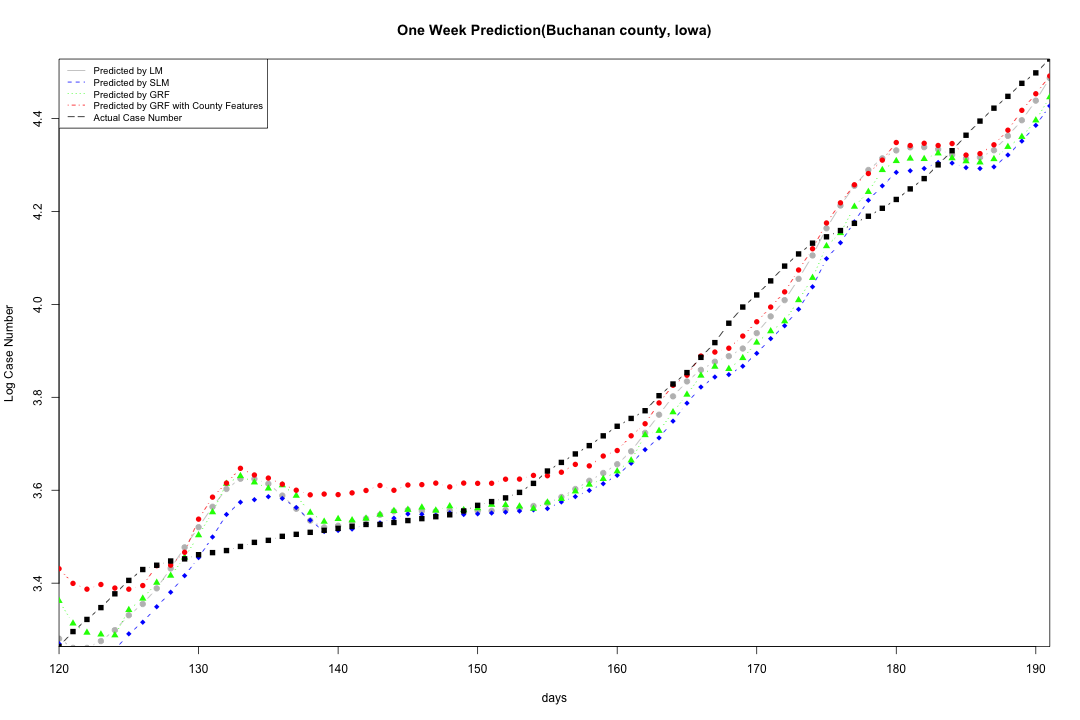 One Week Prediction(Buchanan county, Iowa)
Predicted by LM
Predicted by SLM
Predicted by GRF
Predicted by GRF with County Features
Actual Case Number
4.4
4.2
4.0
3.8
3.6
3.4
Log Case Number
120 130 140 150 160 170 180 190
days